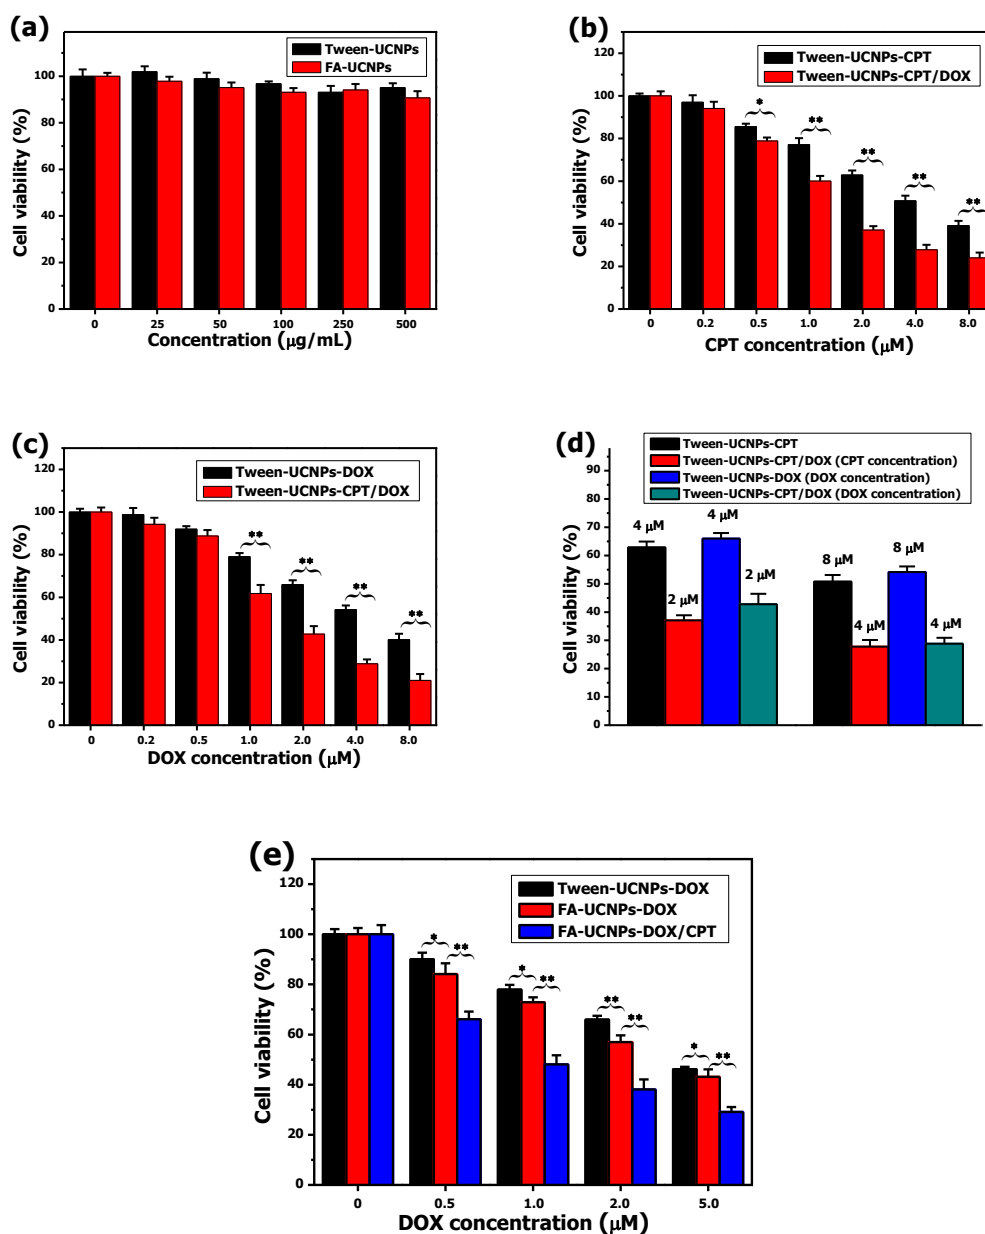 (a)
Tween-UCNPs
FA-UCNPs
Cell viability (%)
120
100
80
60
40
20
0
0 25 50 100 250 500
Concentration (μg/mL)
(b)
Tween-UCNPs-CPT
Tween-UCNPs-CPT/DOX
Cell viability (%)
120
100
80
60
40
20
0
* ** ** ** **
0 0.2 0.5 1.0 2.0 4.0 8.0
CPT concentration (μM)
(c)
Tween-UCNPs-DOX
Tween-UCNPs-CPT/DOX
Cell viability (%)
120
100
80
60
40
20
0
** ** ** **
0 0.2 0.5 1.0 2.0 4.0 8.0
DOX concentration (μM)
(d)
Tween-UCNPs-CPT
Tween-UCNPs-CPT/DOX (CPT concentration)
Tween-UCNPs-DOX (DOX concentration)
Tween-UCNPs-CPT/DOX (DOX concentration)
Cell viability (%)
90
80
70
60
50
40
30
20
10
0
4 μM 2 μM 4 μM 2 μM 8 μM 4 μM 8 μM 4 μM
(e)
Tween-UCNPs-DOX
FA-UCNPs-DOX
FA-UCNPs-DOX/CPT
Cell viability (%)
120
100
80
60
40
20
0
* ** * ** ** ** * **
0 0.5 1.0 2.0 5.0
DOX concentration (μM)